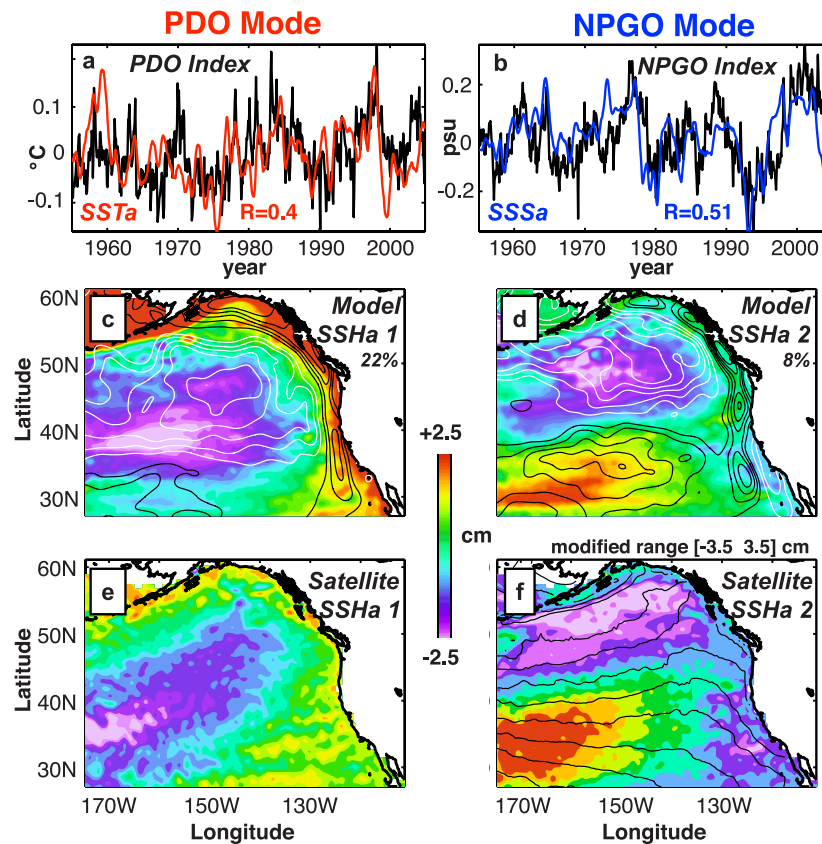 PDO Mode
NPGO Mode
a
PDO Index
0.1
0
-0.1
°C
SSTa
R=0.4
1960
1970
1980
1990
2000
year
b
NPGO Index
0.2
0
-0.2
psu
SSSa
R=0.51
1960
1970
1980
1990
2000
year
c
Model
SSHa 1
22%
60N
50N
40N
30N
Latitude
d
Model
SSHa 2
8%
+2.5
cm
-2.5
modified range [-3.5 3.5] cm
e
Satellite
SSHa 1
60N
50N
40N
30N
Latitude
170W
150W
130W
Longitude
f
Satellite
SSHa 2
170W
150W
130W
Longitude